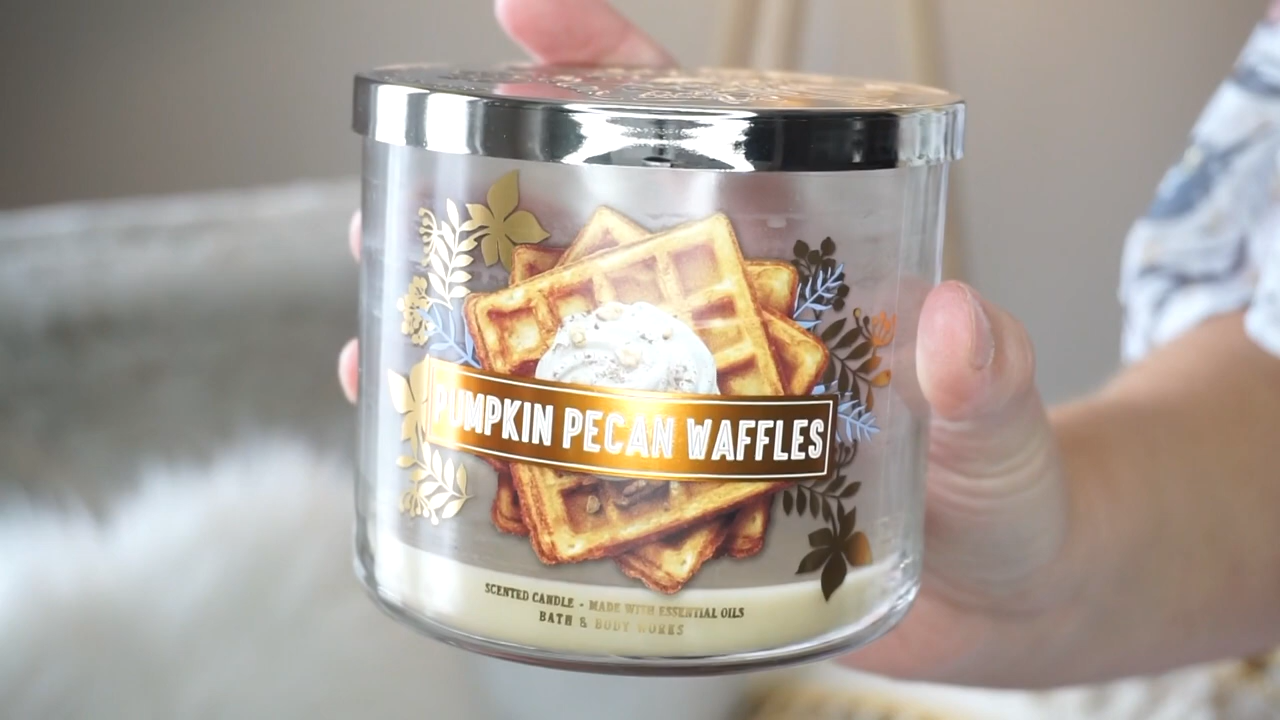 PUMPKIN PECAN WAFFLES
SCENTED CANDLE - MADE WITH ESSENTIAL OILS
BATH & BODY WORKS